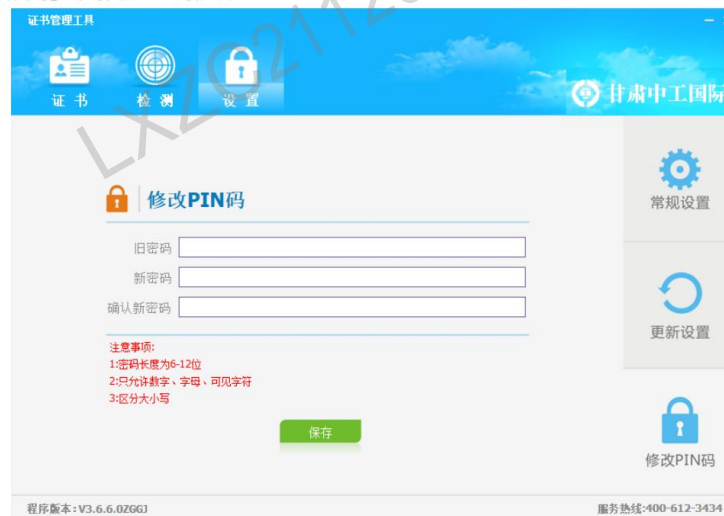 证书管理工具
证 书
检 测
设 置
甘肃中工国际
LXZC2112
修改PIN码
旧密码
新密码
确认新密码
注意事项:
1:密码长度为6-12位
2:只允许数字、字母、可见字符
3:区分大小写
保存
常规设置
更新设置
修改PIN码
程序版本:V3.6.6.0ZGGJ
服务热线:400-612-3434